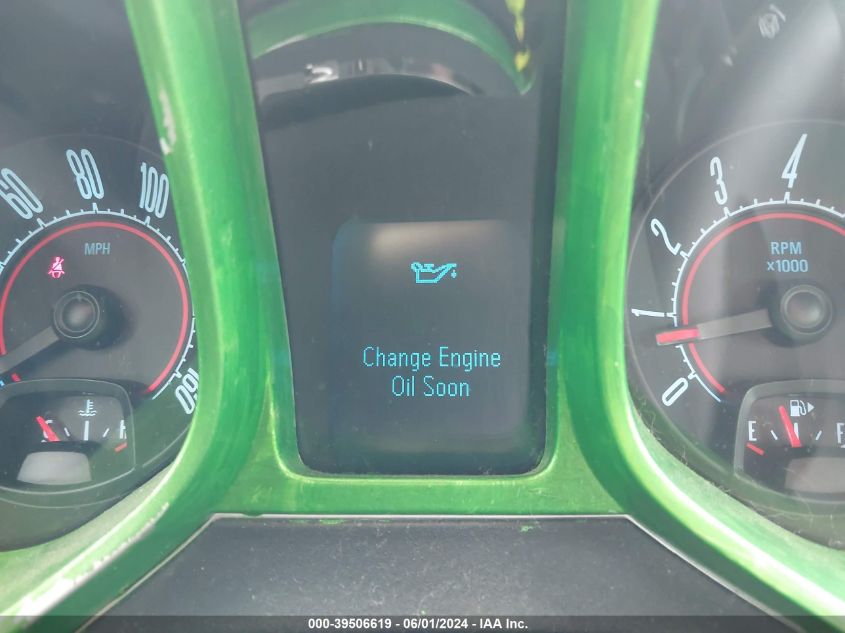 60 80 100
MPH
160
C H
Change Engine
Oil Soon
0 1 2 3 4
RPM
x1000
E F
000-39506619 - 06/01/2024 - IAA Inc.